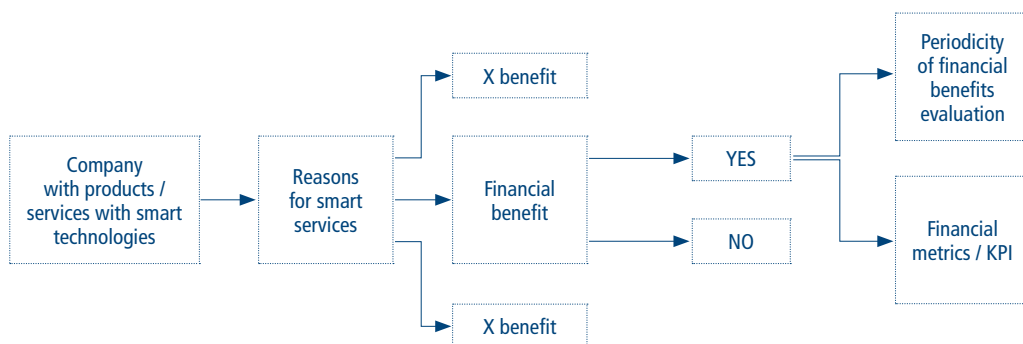 Company
with products /
services with smart
technologies
Reasons
for smart
services
X benefit
Financial
benefit
X benefit
YES
NO
Periodicity
of financial
benefits
evaluation
Financial
metrics / KPI